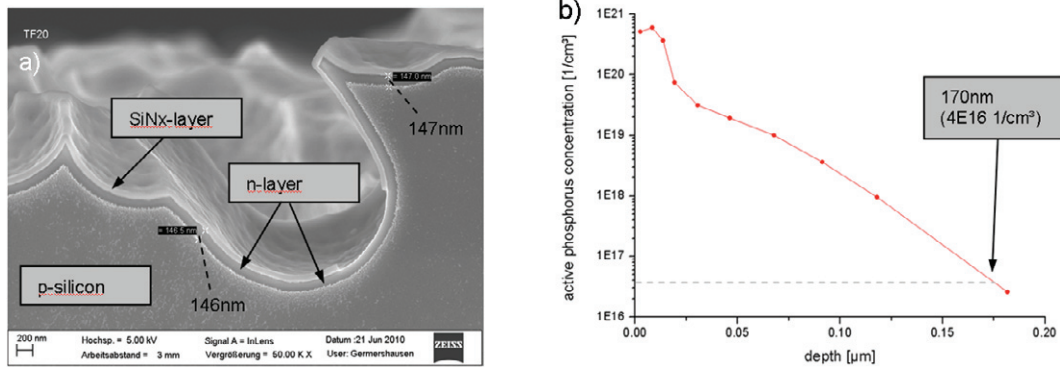 TF20
a)
SiNx-layer
n-layer
p-silicon
= 147.0 nm
147nm
= 146.5 nm
146nm
200 nm
Hochsp. = 5.00 kV
Arbeitsabstand = 3 mm
Signal A = InLens
Vergrößerung = 50.00 K X
Datum :21 Jun 2010
User: Germershausen
ZEISS
b)
active phosphorus concentration [1/cm³]
1E21
1E20
1E19
1E18
1E17
1E16
0.00
0.05
0.10
0.15
0.20
depth [µm]
170nm
(4E16 1/cm³)